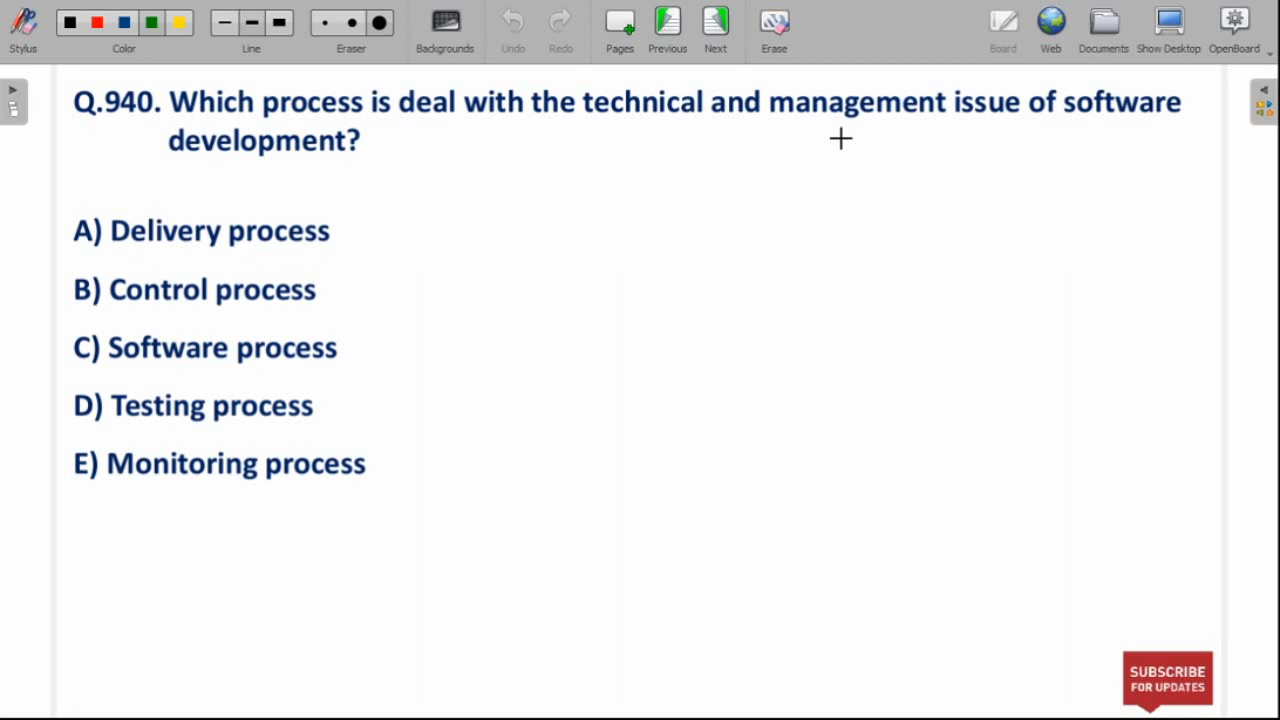 Stylus
Color
Line
Eraser
Backgrounds
Undo
Redo
Pages
Previous
Next
Erase
Board
Web
Documents
Show Desktop
OpenBoard
Q.940. Which process is deal with the technical and management issue of software
development?
A) Delivery process
B) Control process
C) Software process
D) Testing process
E) Monitoring process
SUBSCRIBE
FOR UPDATES